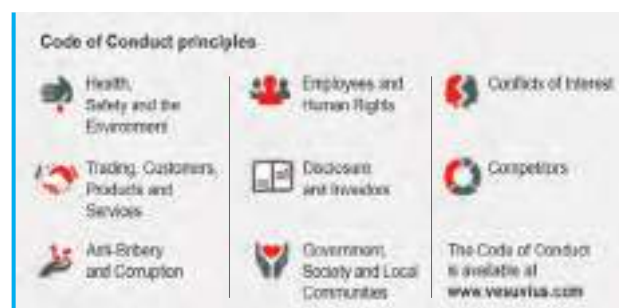 Code of Conduct principles
Health,
Safety and the
Environment
Trading, Customers,
Products and
Services
Anti-Bribery
and Corruption
Employees and
Human Rights
Disclosure
and Investors
Government,
Society and Local
Communities
Conflicts of Interest
Competitors
The Code of Conduct
is available at
www.vesuvius.com